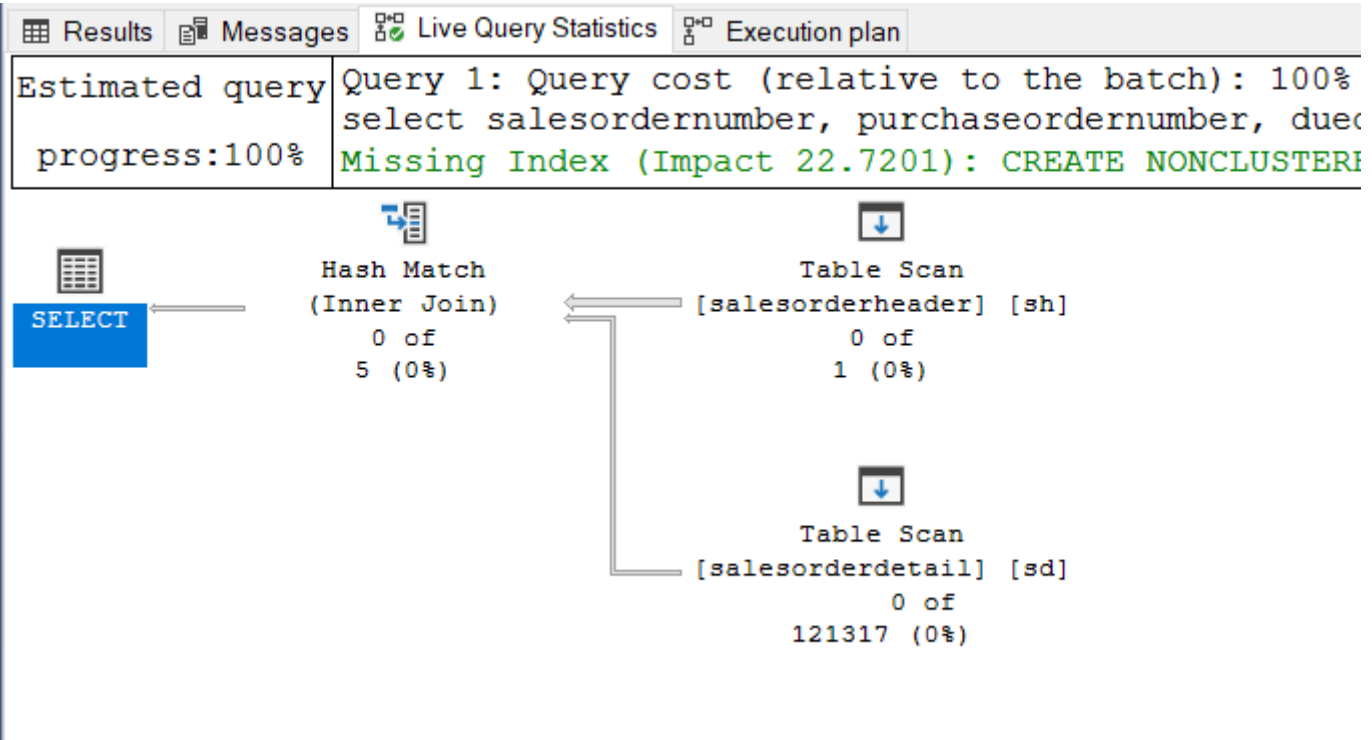 Results Messages Live Query Statistics Execution plan
Estimated query
progress:100%
Query 1: Query cost (relative to the batch): 100%
select salesordernumber, purchaseordernumber,
Missing Index (Impact 22.7201): CREATE
SELECT
Hash Match
(Inner Join)
0 of
5 (0%)
Table Scan
[salesorderheader] [sh]
0 of
1 (0%)
Table Scan
[salesorderdetail] [sd]
0 of
121317 (0%)